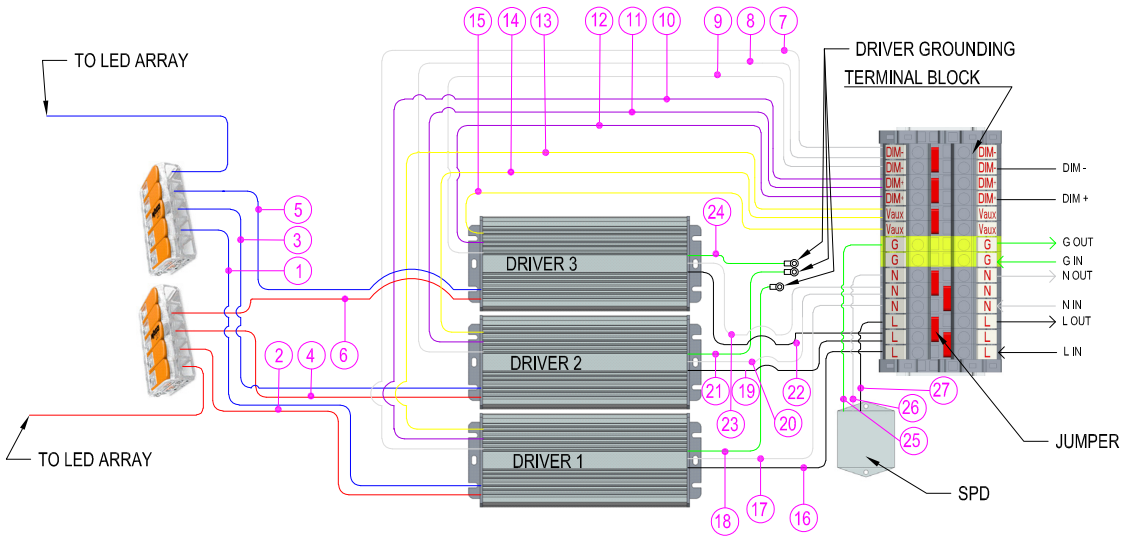 15
14
13
12
11
10
9
8
7
TO LED ARRAY
DRIVER GROUNDING
TERMINAL BLOCK
DIM- DIM-
DIM- DIM-
DIM+ DIM-
DIM+ DIM-
Vaux Vaux
Vaux Vaux
G G
G G
N N
N N
N N
L L
L L
L L
DIM -
DIM +
G OUT
G IN
N OUT
N IN
L OUT
L IN
5
3
1
24
DRIVER 3
6
2
4
DRIVER 2
21
19
20
22
23
27
26
25
DRIVER 1
18
17
16
JUMPER
SPD
TO LED ARRAY